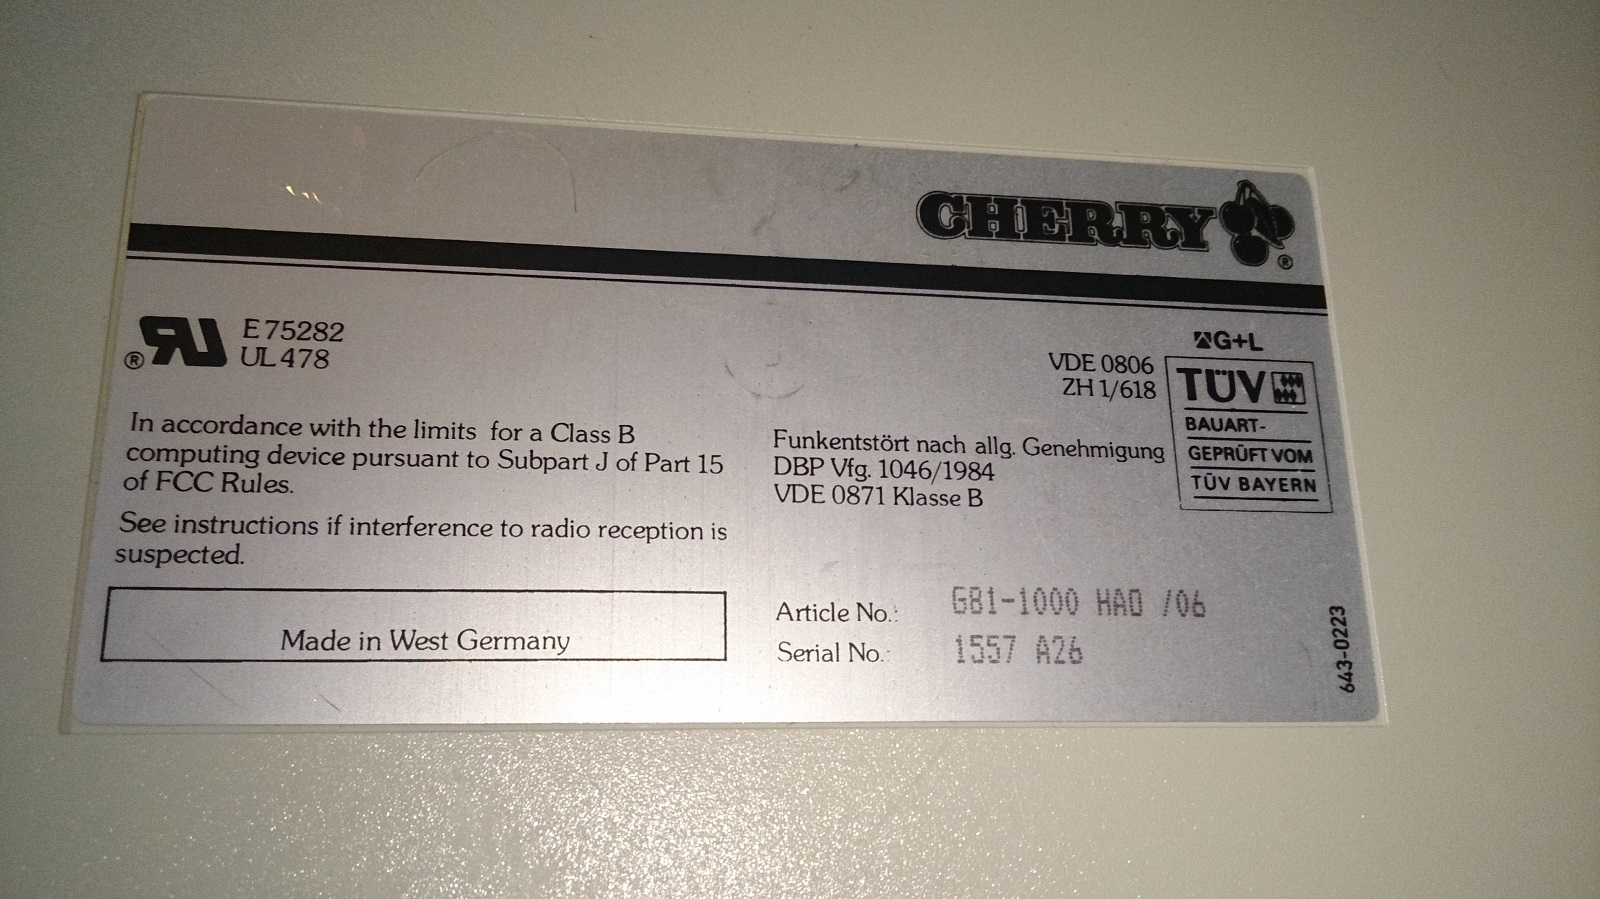 CHERRY
®
® RU E 75282
UL 478
In accordance with the limits for a Class B
computing device pursuant to Subpart J of Part 15
of FCC Rules.
See instructions if interference to radio reception is
suspected.
Made in West Germany
G+L
VDE 0806
ZH 1/618
TÜV
BAUART-
GEPRÜFT VOM
TÜV BAYERN
Funkentstört nach allg. Genehmigung
DBP Vfg. 1046/1984
VDE 0871 Klasse B
Article No.: G81-1000 HAD /06
Serial No.: 1557 A26
643-0223